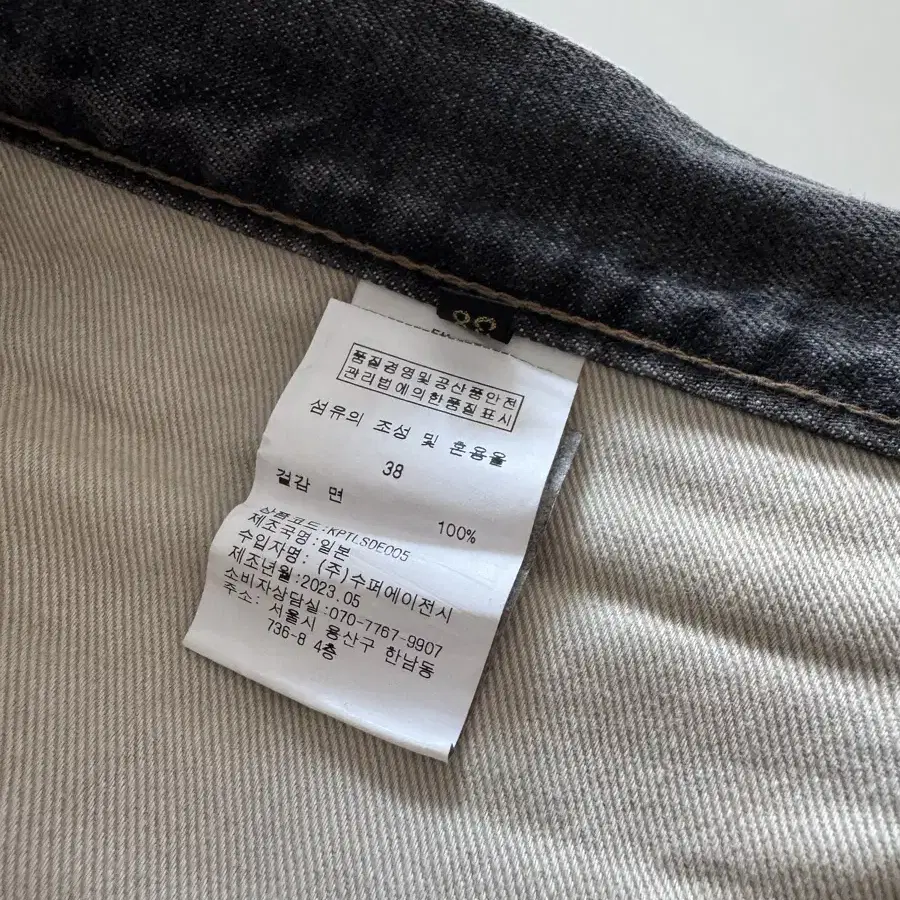 38
품질경영및공산품안전
관리법에의한품질표시
섬유의 조성 및 혼용율
38
겉감 면 100%
상품코드:KPTLSDE005
제조국명:일본
수입자명: (주)수퍼에이전시
제조년월:2023.05
소비자상담실:070-7767-9907
주소: 서울시 용산구 한남동
736-8 4층